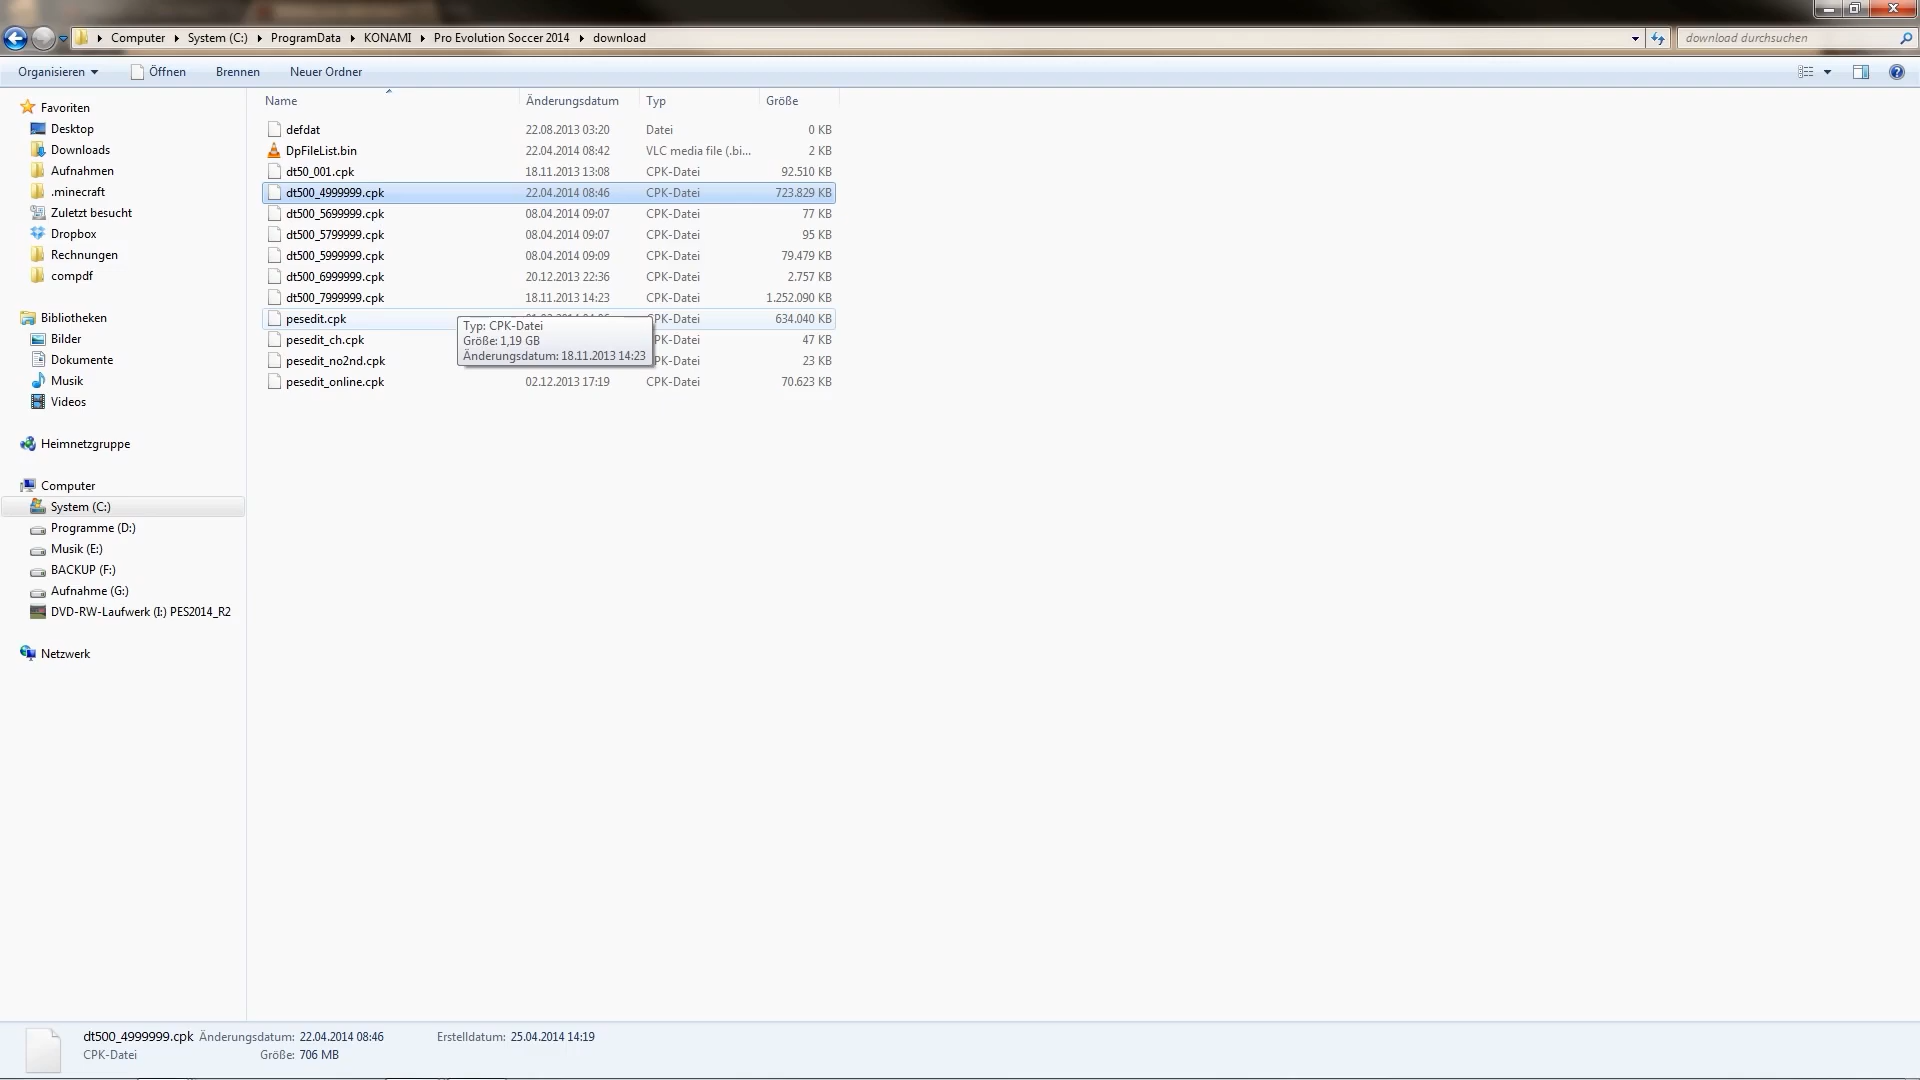 Computer ▸ System (C:) ▸ ProgramData ▸ KONAMI ▸ Pro Evolution Soccer 2014 ▸ download
download durchsuchen
Organisieren Öffnen Brennen Neuer Ordner
Favoriten
Desktop
Downloads
Aufnahmen
.minecraft
Zuletzt besucht
Dropbox
Rechnungen
compdf
Bibliotheken
Bilder
Dokumente
Musik
Videos
Heimnetzgruppe
Computer
System (C:)
Programme (D:)
Musik (E:)
BACKUP (F:)
Aufnahme (G:)
DVD-RW-Laufwerk (I:) PES2014_R2
Netzwerk
Name Änderungsdatum Typ Größe
defdat 22.08.2013 03:20 Datei 0 KB
DpFileList.bin 22.04.2014 08:42 VLC media file (.bi... 2 KB
dt50_001.cpk 18.11.2013 13:08 CPK-Datei 92.510 KB
dt500_4999999.cpk 22.04.2014 08:46 CPK-Datei 723.829 KB
dt500_5699999.cpk 08.04.2014 09:07 CPK-Datei 77 KB
dt500_5799999.cpk 08.04.2014 09:07 CPK-Datei 95 KB
dt500_5999999.cpk 08.04.2014 09:09 CPK-Datei 79.479 KB
dt500_6999999.cpk 20.12.2013 22:36 CPK-Datei 2.757 KB
dt500_7999999.cpk 18.11.2013 14:23 CPK-Datei 1.252.090 KB
pesedit.cpk CPK-Datei 634.040 KB
pesedit_ch.cpk PK-Datei 47 KB
pesedit_no2nd.cpk PK-Datei 23 KB
pesedit_online.cpk 02.12.2013 17:19 CPK-Datei 70.623 KB
Typ: CPK-Datei
Größe: 1,19 GB
Änderungsdatum: 18.11.2013 14:23
dt500_4999999.cpk Änderungsdatum: 22.04.2014 08:46 Erstelldatum: 25.04.2014 14:19
CPK-Datei Größe: 706 MB